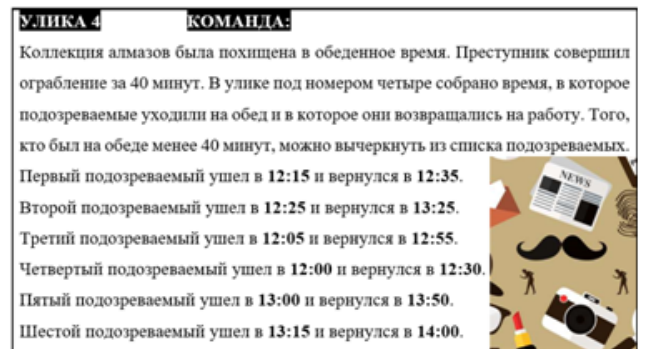 УЛИКА 4 КОМАНДА:
Коллекция алмазов была похищена в обеденное время. Преступник совершил
ограбление за 40 минут. В улике под номером четыре собрано время, в которое
подозреваемые уходили на обед и в которое они возвращались на работу. Того,
кто был на обеде менее 40 минут, можно вычеркнуть из списка подозреваемых.
Первый подозреваемый ушел в 12:15 и вернулся в 12:35.
Второй подозреваемый ушел в 12:25 и вернулся в 13:25.
Третий подозреваемый ушел в 12:05 и вернулся в 12:55.
Четвертый подозреваемый ушел в 12:00 и вернулся в 12:30.
Пятый подозреваемый ушел в 13:00 и вернулся в 13:50.
Шестой подозреваемый ушел в 13:15 и вернулся в 14:00.
NEWS